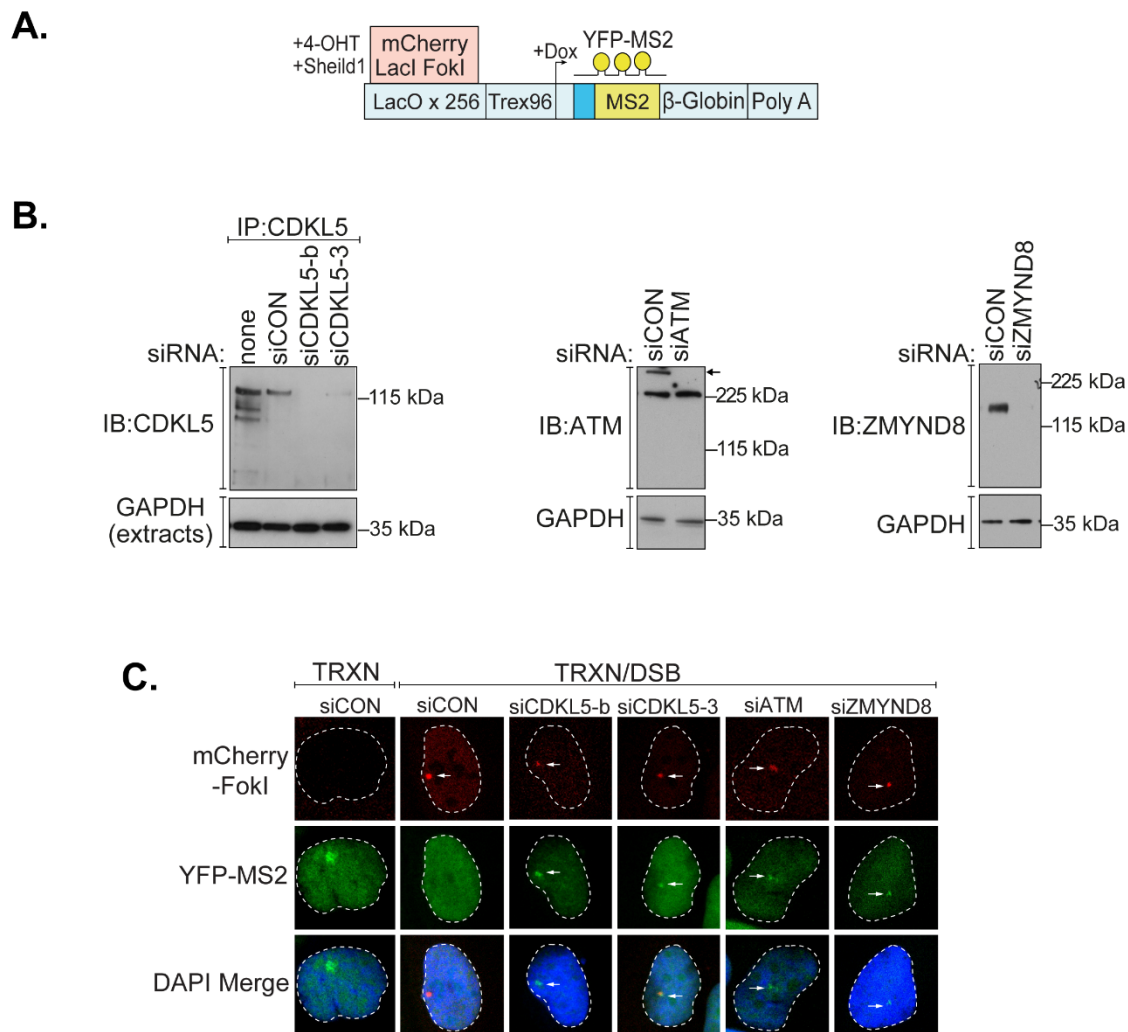 A.
+4-OHT
+Sheild1
mCherry
LacI FokI
+Dox
YFP-MS2
LacO x 256
Trex96
MS2
β-Globin
Poly A
B.
IP:CDKL5
siRNA:
none
siCON
siCDKL5-b
siCDKL5-3
IB:CDKL5
115 kDa
GAPDH
(extracts)
35 kDa
siRNA:
siCON
siATM
IB:ATM
225 kDa
115 kDa
GAPDH
35 kDa
siRNA:
siCON
siZMYND8
IB:ZMYND8
225 kDa
115 kDa
GAPDH
35 kDa
C.
TRXN
TRXN/DSB
siCON
siCON
siCDKL5-b
siCDKL5-3
siATM
siZMYND8
mCherry
-FokI
YFP-MS2
DAPI Merge